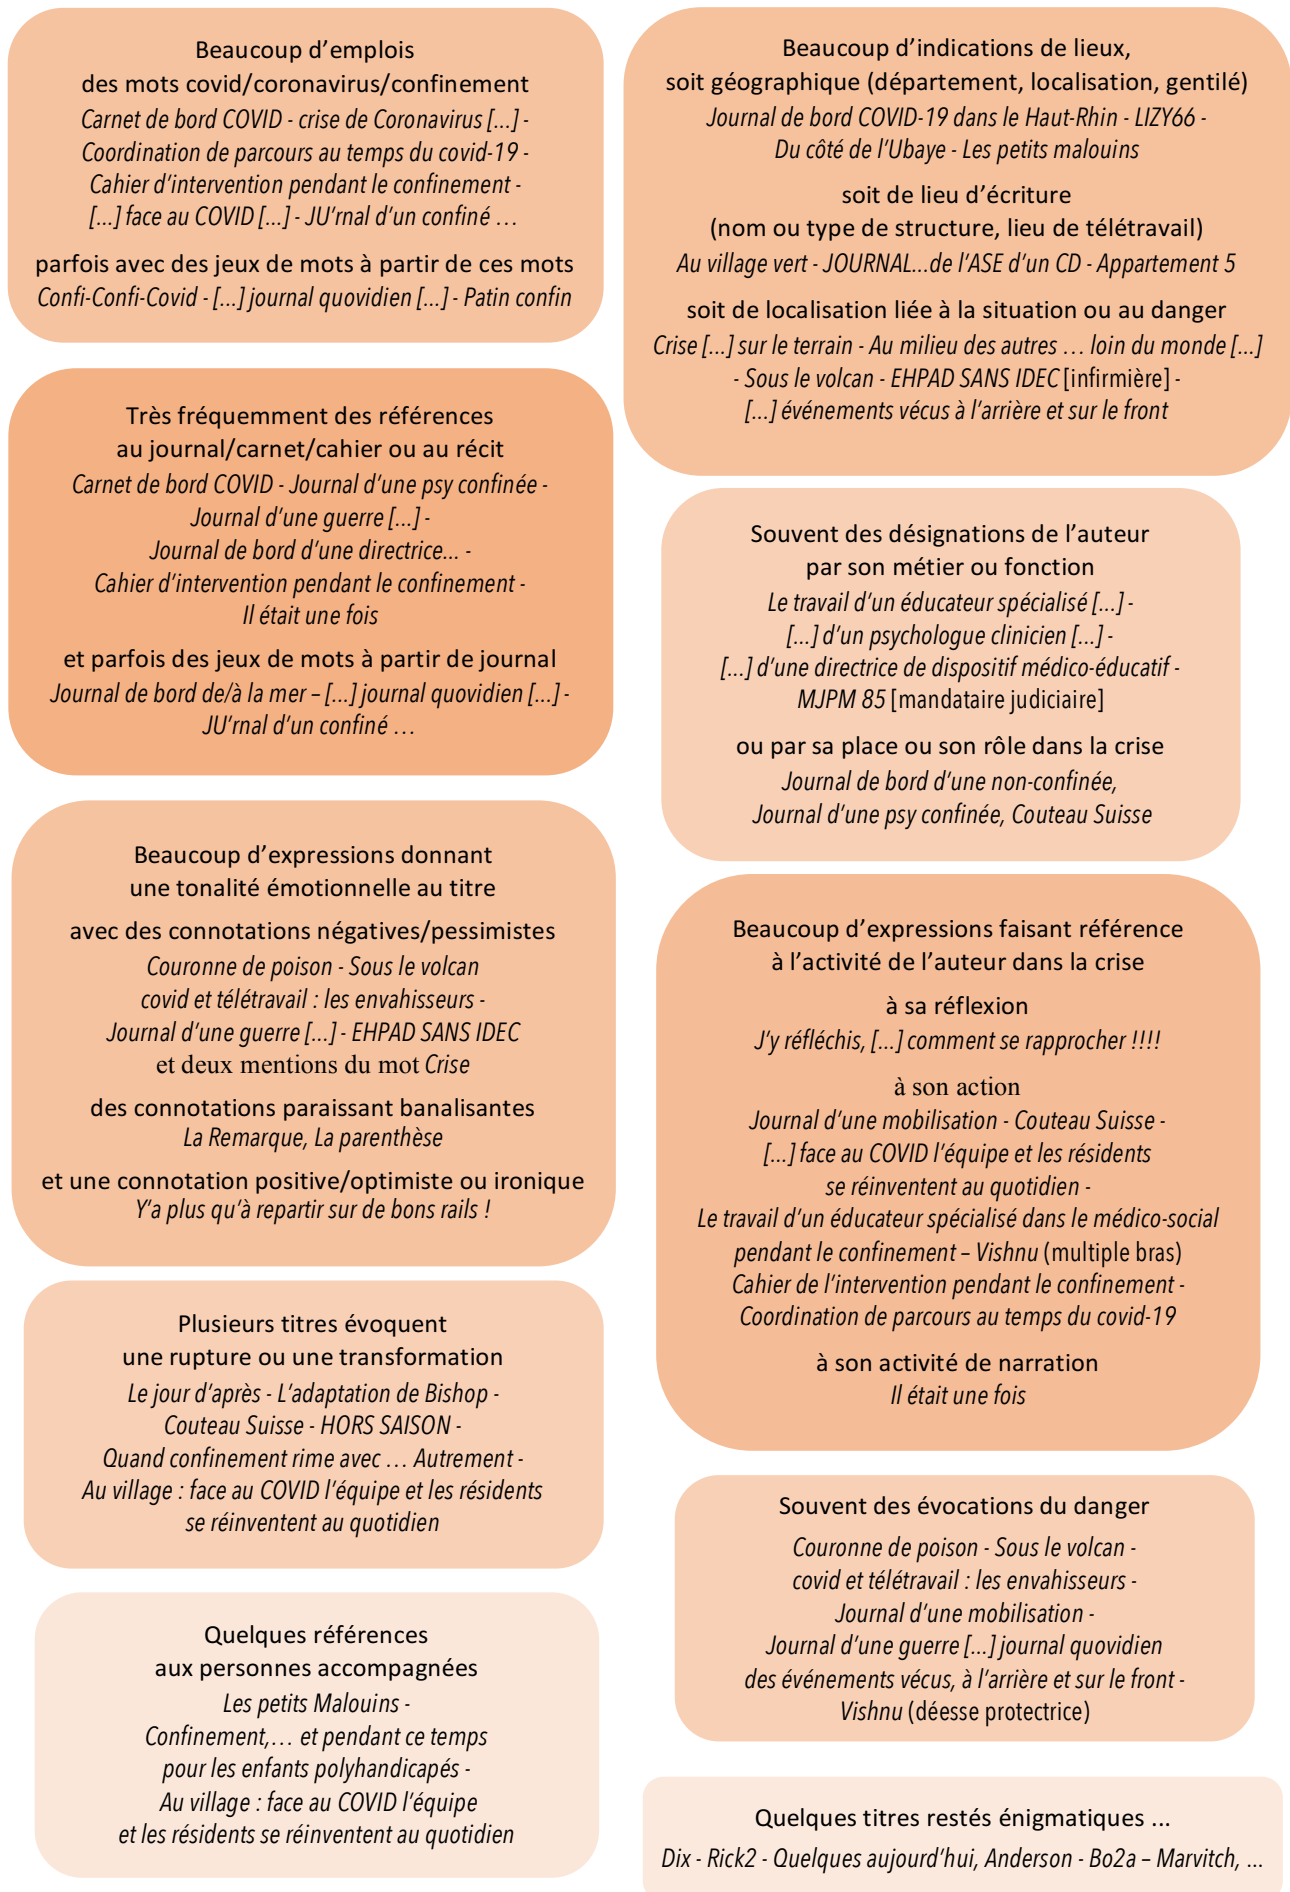 Beaucoup d'emplois
des mots covid/coronavirus/confinement
Carnet de bord COVID - crise de Coronavirus [...] -
Coordination de parcours au temps du covid-19 -
Cahier d'intervention pendant le confinement -
[...] face au COVID [...] - JU'rnal d'un confiné ...
parfois avec des jeux de mots à partir de ces mots
Confi-Confi-Covid - [...] journal quovidien [...] - Patin confin
Très fréquemment des références
au journal/carnet/cahier ou au récit
Carnet de bord COVID - Journal d'une psy confinée -
Journal d'une guerre [...] -
Journal de bord d'une directrice... -
Cahier d'intervention pendant le confinement -
Il était une fois
et parfois des jeux de mots à partir de journal
Journal de bord de/à la mer – [...] journal quovidien [...] -
JU'rnal d'un confiné ...
Beaucoup d'expressions donnant
une tonalité émotionnelle au titre
avec des connotations négatives/pessimistes
Couronne de poison - Sous le volcan
covid et télétravail : les envahisseurs -
Journal d'une guerre [...] - EHPAD SANS IDEC
et deux mentions du mot Crise
des connotations paraissant banalisantes
La Remarque, La parenthèse
et une connotation positive/optimiste ou ironique
Y'a plus qu'à repartir sur de bons rails !
Plusieurs titres évoquent
une rupture ou une transformation
Le jour d'après - L'adaptation de Bishop -
Couteau Suisse - HORS SAISON -
Quand confinement rime avec ... Autrement -
Au village : face au COVID l'équipe et les résidents
se réinventent au quotidien
Quelques références
aux personnes accompagnées
Les petits Malouins -
Confinement,... et pendant ce temps
pour les enfants polyhandicapés -
Au village : face au COVID l'équipe
et les résidents se réinventent au quotidien
Beaucoup d'indications de lieux,
soit géographique (département, localisation, gentilé)
Journal de bord COVID-19 dans le Haut-Rhin - LIZY66 -
Du côté de l'Ubaye - Les petits malouins
soit de lieu d'écriture
(nom ou type de structure, lieu de télétravail)
Au village vert - JOURNAL...de l'ASE d'un CD - Appartement 5
soit de localisation liée à la situation ou au danger
Crise [...] sur le terrain - Au milieu des autres ... loin du monde [...]
- Sous le volcan - EHPAD SANS IDEC [infirmière] -
[...] événements vécus à l'arrière et sur le front
Souvent des désignations de l'auteur
par son métier ou fonction
Le travail d'un éducateur spécialisé [...] -
[...] d'un psychologue clinicien [...] -
[...] d'une directrice de dispositif médico-éducatif -
MJPM 85 [mandataire judiciaire]
ou par sa place ou son rôle dans la crise
Journal de bord d'une non-confinée,
Journal d'une psy confinée, Couteau Suisse
Beaucoup d'expressions faisant référence
à l'activité de l'auteur dans la crise
à sa réflexion
J'y réfléchis, [...] comment se rapprocher !!!!
à son action
Journal d'une mobilisation - Couteau Suisse -
[...] face au COVID l'équipe et les résidents
se réinventent au quotidien -
Le travail d'un éducateur spécialisé dans le médico-social
pendant le confinement – Vishnu (multiple bras)
Cahier de l'intervention pendant le confinement -
Coordination de parcours au temps du covid-19
à son activité de narration
Il était une fois
Souvent des évocations du danger
Couronne de poison - Sous le volcan -
covid et télétravail : les envahisseurs -
Journal d'une mobilisation -
Journal d'une guerre [...] journal quovidien
des événements vécus, à l'arrière et sur le front -
Vishnu (déesse protectrice)
Quelques titres restés énigmatiques ...
Dix - Rick2 - Quelques aujourd'hui, Anderson - Bo2a – Marvitch, ...